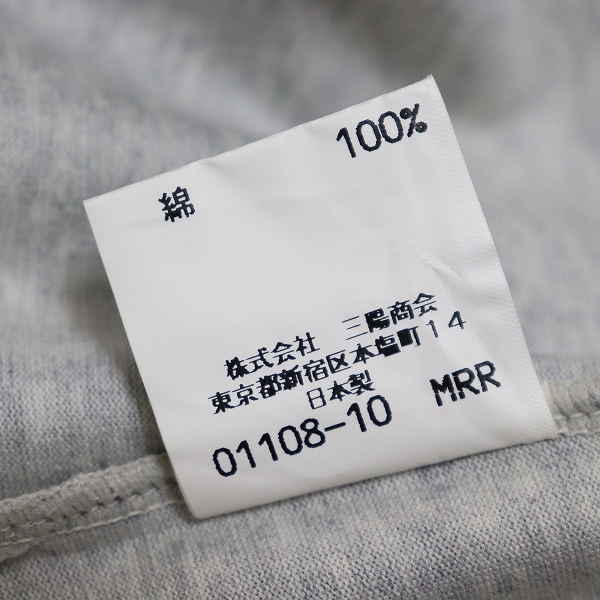 綿 100%
株式会社 三陽商会
東京都新宿区本塩町14
日本製
01108-10 MRR